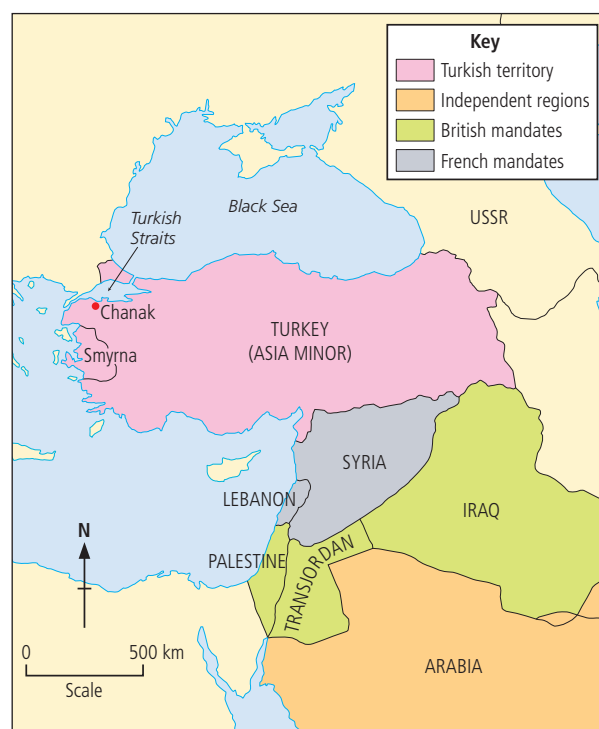 Key
Turkish territory
Independent regions
British mandates
French mandates
Turkish
Straits
Black Sea
USSR
Chanak
TURKEY
(ASIA MINOR)
Smyrna
SYRIA
LEBANON
IRAQ
N
PALESTINE
TRANSJORDAN
0 500 km
Scale
ARABIA